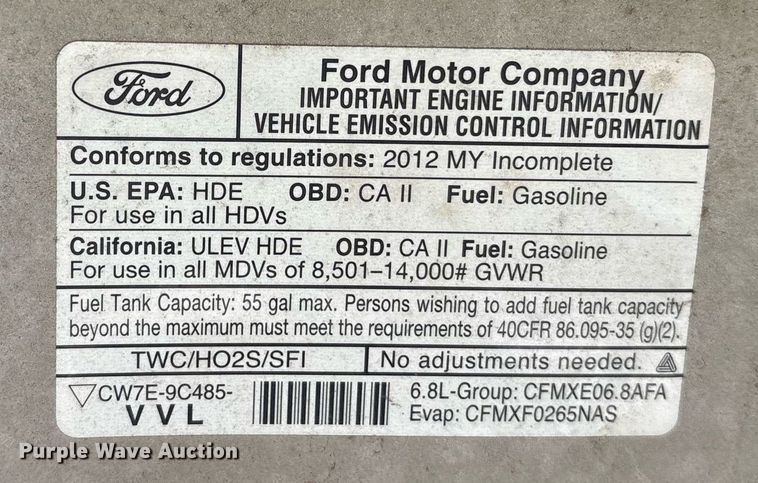 Ford
Ford Motor Company
IMPORTANT ENGINE INFORMATION/
VEHICLE EMISSION CONTROL INFORMATION
Conforms to regulations: 2012 MY Incomplete
U.S. EPA: HDE OBD: CA II Fuel: Gasoline
For use in all HDVs
California: ULEV HDE OBD: CA II Fuel: Gasoline
For use in all MDVs of 8,501–14,000# GVWR
Fuel Tank Capacity: 55 gal max. Persons wishing to add fuel tank capacity
beyond the maximum must meet the requirements of 40CFR 86.095-35 (g)(2).
TWC/HO2S/SFI
No adjustments needed.
CW7E-9C485-
VVL
6.8L-Group: CFMXE06.8AFA
Evap: CFMXF0265NAS
Purple Wave Auction